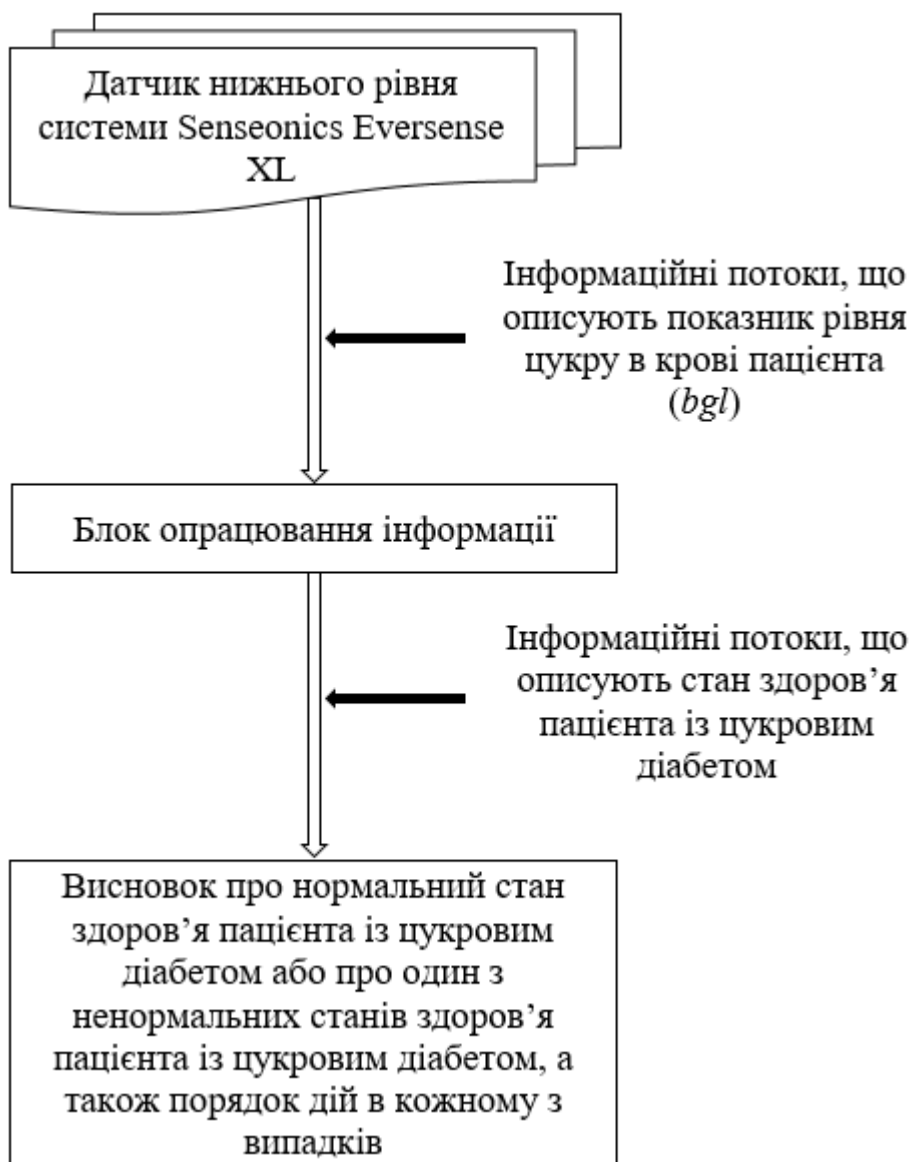 Датчик нижнього рівня
системи Senseonics Eversense
XL
Інформаційні потоки, що
описують показник рівня
цукру в крові пацієнта
(bgl)
Блок опрацювання інформації
Інформаційні потоки, що
описують стан здоров’я
пацієнта із цукровим
діабетом
Висновок про нормальний стан
здоров’я пацієнта із цукровим
діабетом або про один з
ненормальних станів здоров’я
пацієнта із цукровим діабетом, а
також порядок дій в кожному з
випадків